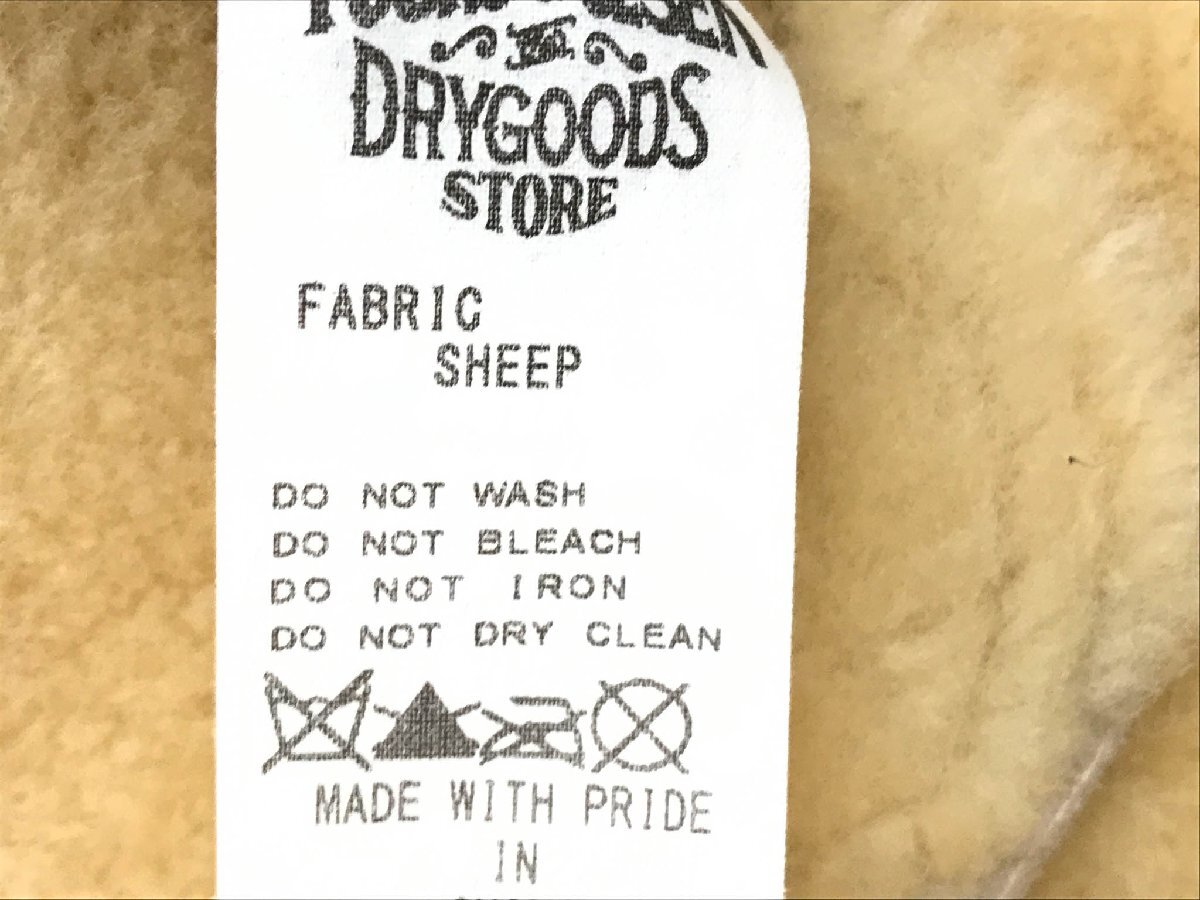 DRYGOODS
STORE
FABRIC
SHEEP
DO NOT WASH
DO NOT BLEACH
DO NOT IRON
DO NOT DRY CLEAN
MADE WITH PRIDE
IN